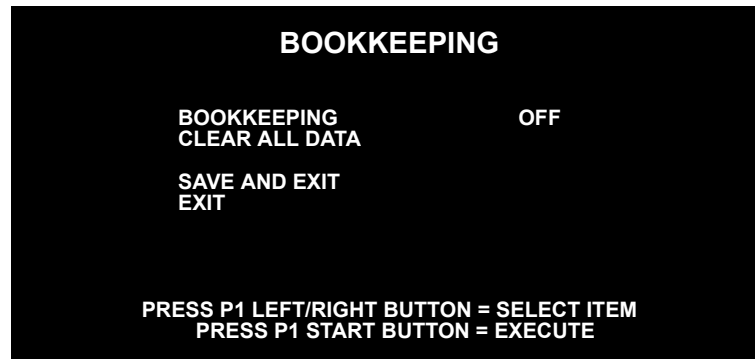 BOOKKEEPING
BOOKKEEPING OFF
CLEAR ALL DATA
SAVE AND EXIT
EXIT
PRESS P1 LEFT/RIGHT BUTTON = SELECT ITEM
PRESS P1 START BUTTON = EXECUTE